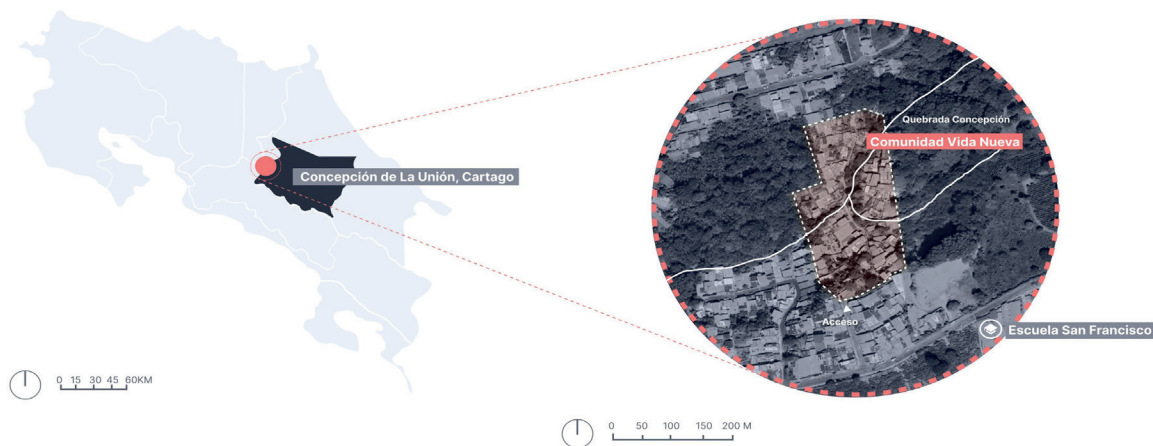 Concepción de La Unión, Cartago
0 15 30 45 60KM
Quebrada Concepción
Comunidad Vida Nueva
Acceso
Escuela San Francisco
0 50 100 200 M